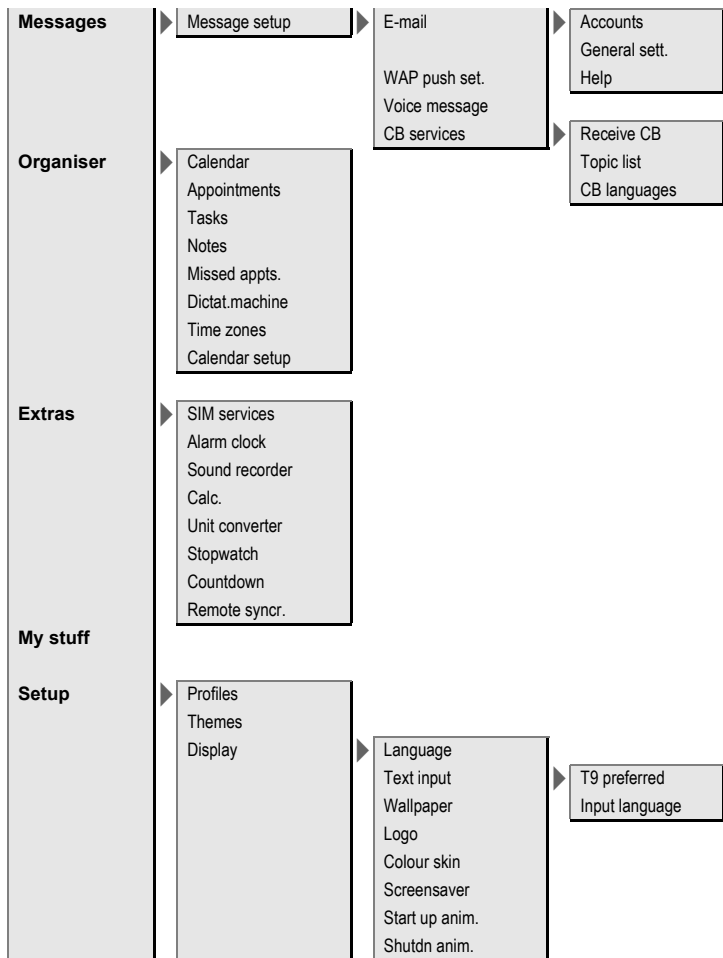 Messages
Message setup
E-mail
Accounts
General sett.
WAP push set.
Help
Voice message
CB services
Receive CB
Topic list
CB languages
Organiser
Calendar
Appointments
Tasks
Notes
Missed appts.
Dictat.machine
Time zones
Calendar setup
Extras
SIM services
Alarm clock
Sound recorder
Calc.
Unit converter
Stopwatch
Countdown
Remote syncr.
My stuff
Setup
Profiles
Themes
Display
Language
Text input
T9 preferred
Input language
Wallpaper
Logo
Colour skin
Screensaver
Start up anim.
Shutdn anim.